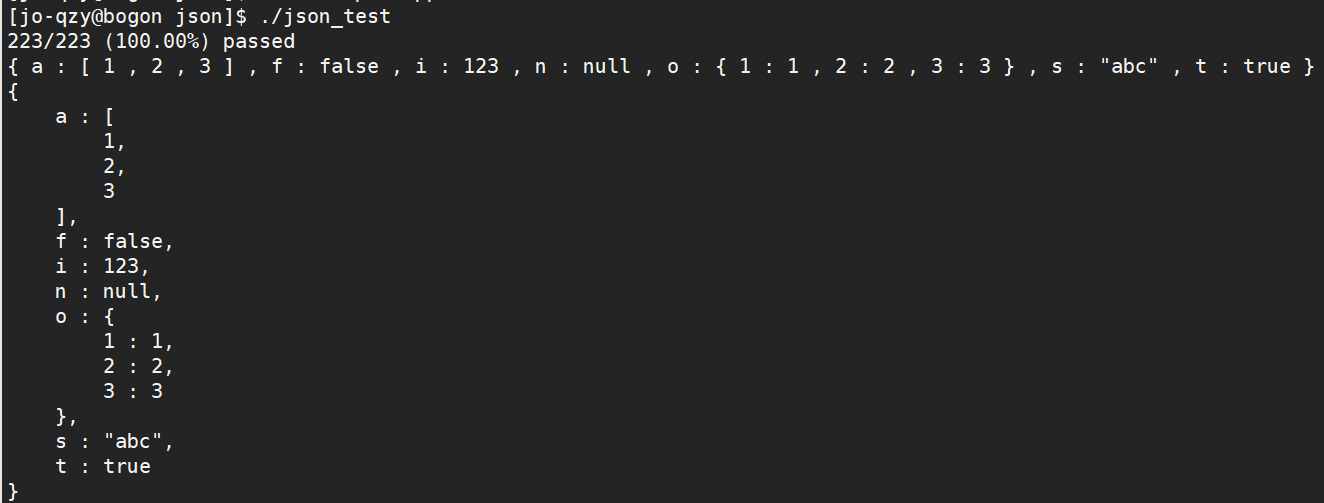 [jo-qzy@bogon json]$ ./json_test
223/223 (100.00%) passed
{ a : [ 1 , 2 , 3 ] , f : false , i : 123 , n : null , o : { 1 : 1 , 2 : 2 , 3 : 3 } , s : "abc" , t : true }
{
    a : [
        1,
        2,
        3
    ],
    f : false,
    i : 123,
    n : null,
    o : {
        1 : 1,
        2 : 2,
        3 : 3
    },
    s : "abc",
    t : true
}